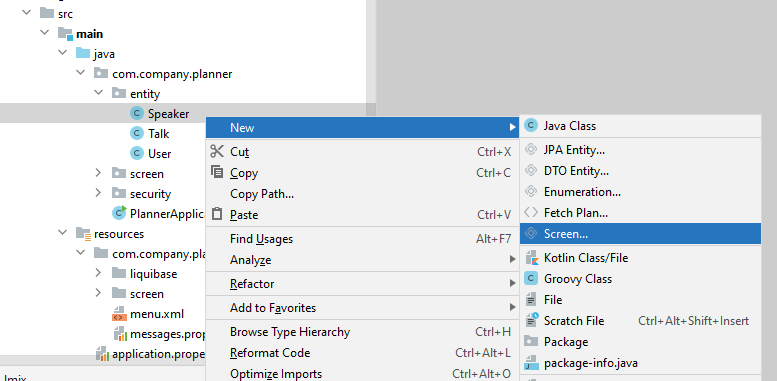 src
main
java
com.company.planner
entity
Speaker
Talk
User
screen
security
PlannerApplica
resources
com.company.pla
liquibase
screen
menu.xml
messages.prop
application.prope
New
Cut Ctrl+X
Copy Ctrl+C
Copy Path...
Paste Ctrl+V
Find Usages Alt+F7
Analyze
Refactor
Add to Favorites
Browse Type Hierarchy Ctrl+H
Reformat Code Ctrl+Alt+L
Optimize Imports Ctrl+Alt+O
Java Class
JPA Entity...
DTO Entity...
Enumeration...
Fetch Plan...
Screen...
Kotlin Class/File
Groovy Class
File
Scratch File Ctrl+Alt+Shift+Insert
Package
package-info.java